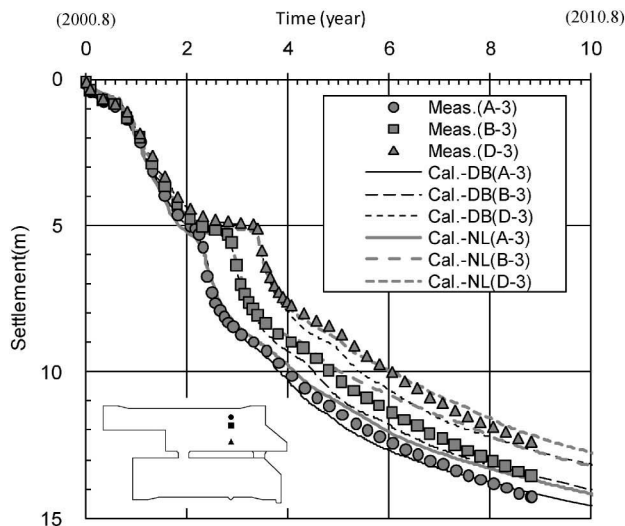 (2000.8) Time (year) (2010.8)
0 2 4 6 8 10
0
5
10
15
Settlement(m)
Meas.(A-3)
Meas.(B-3)
Meas.(D-3)
Cal.-DB(A-3)
Cal.-DB(B-3)
Cal.-DB(D-3)
Cal.-NL(A-3)
Cal.-NL(B-3)
Cal.-NL(D-3)